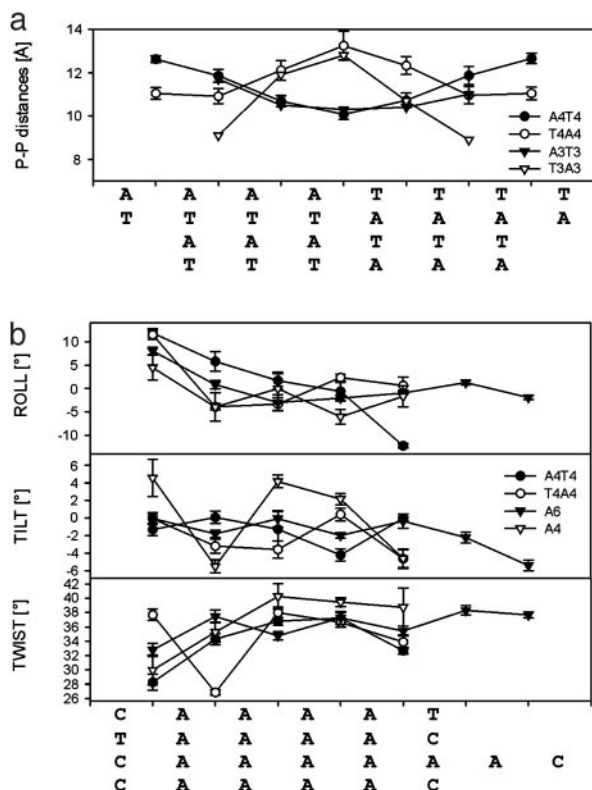 a
P-P distances [Å]
14
12
10
8
A4T4
T4A4
A3T3
T3A3
A A A A T T T T
T T T T A A A A
A A A T T T
T T T A A A
b
ROLL [°]
10
5
0
-5
-10
TILT [°]
6
4
2
0
-2
-4
-6
A4T4
T4A4
A6
A4
TWIST [°]
42
40
38
36
34
32
30
28
26
C A A A A T
T A A A A C
C A A A A A A C
C A A A A C